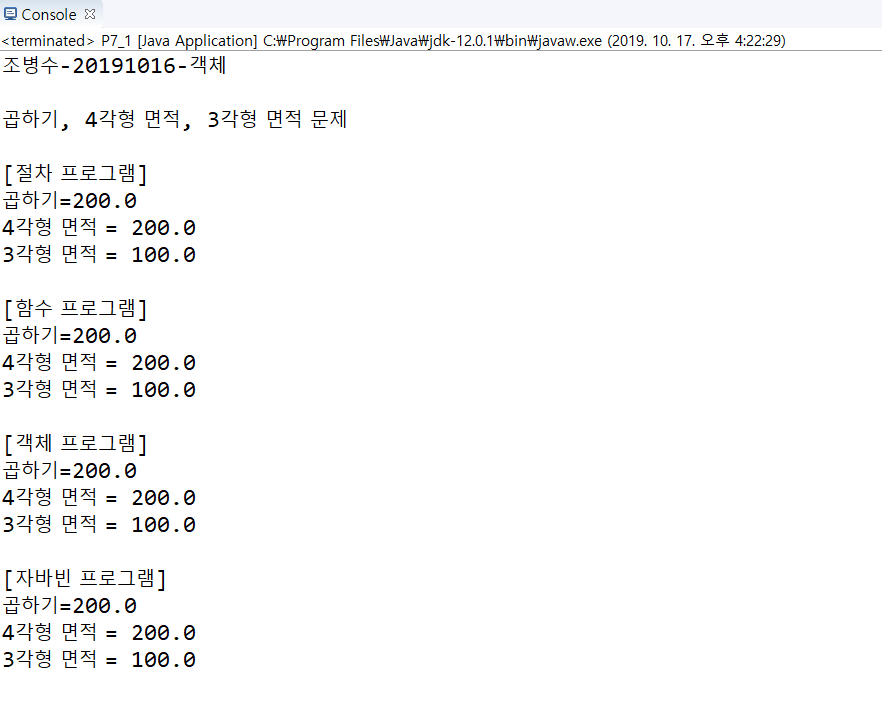 Console
<terminated> P7_1 [Java Application] C:₩Program Files₩Java₩jdk-12.0.1₩bin₩javaw.exe (2019. 10. 17. 오후 4:22:29)
조병수-20191016-객체
곱하기, 4각형 면적, 3각형 면적 문제
[절차 프로그램]
곱하기=200.0
4각형 면적 = 200.0
3각형 면적 = 100.0
[함수 프로그램]
곱하기=200.0
4각형 면적 = 200.0
3각형 면적 = 100.0
[객체 프로그램]
곱하기=200.0
4각형 면적 = 200.0
3각형 면적 = 100.0
[자바빈 프로그램]
곱하기=200.0
4각형 면적 = 200.0
3각형 면적 = 100.0